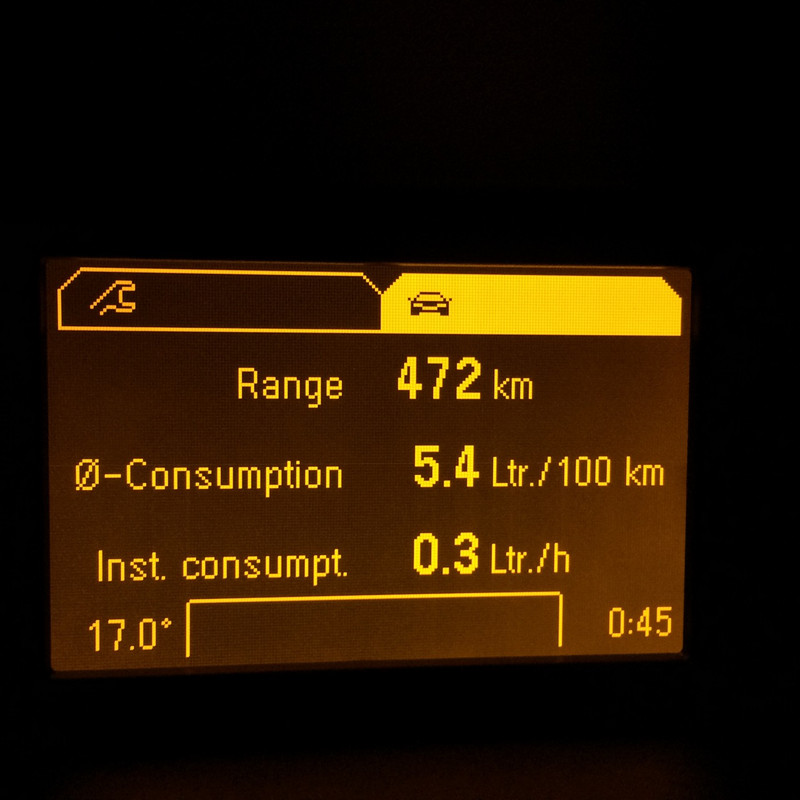 Range 472 km
Ø-Consumption 5.4 Ltr./100 km
Inst. consumpt. 0.3 Ltr./h
17.0° 0:45